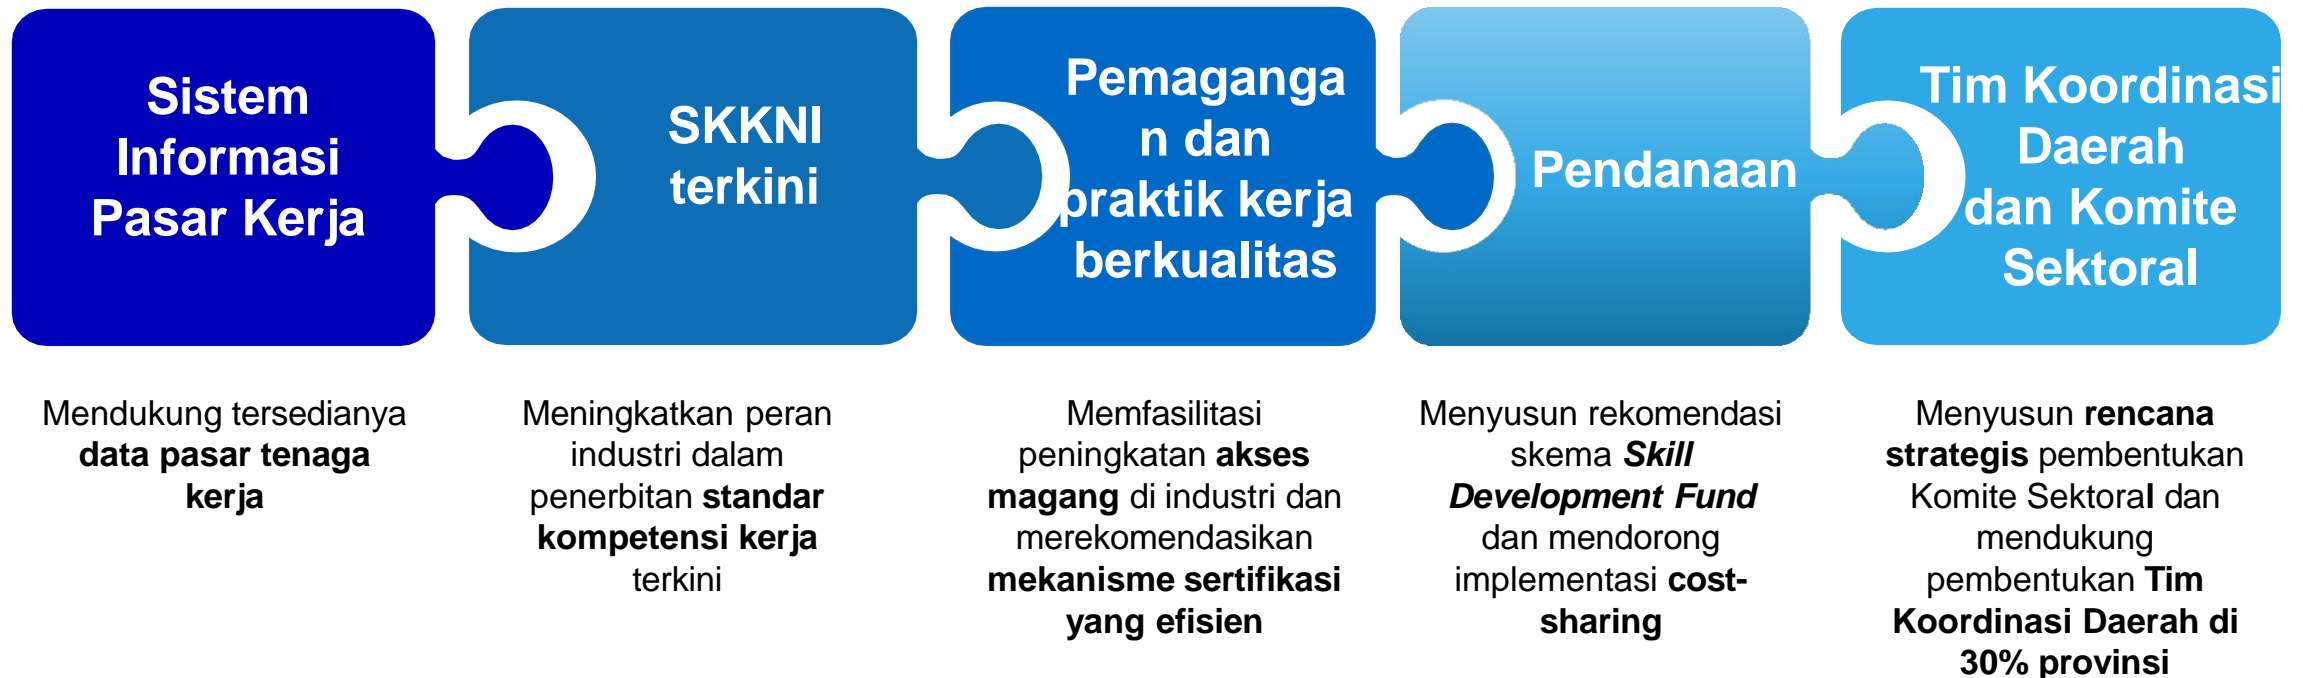 Sistem
Informasi
Pasar Kerja
SKKNI
terkini
Pemaganga
n dan
praktik kerja
berkualitas
Pendanaan
Tim Koordinasi
Daerah
dan Komite
Sektoral
Mendukung tersedianya
data pasar tenaga
kerja
Meningkatkan peran
industri dalam
penerbitan standar
kompetensi kerja
terkini
Memfasilitasi
peningkatan akses
magang di industri dan
merekomendasikan
mekanisme sertifikasi
yang efisien
Menyusun rekomendasi
skema Skill
Development Fund
dan mendorong
implementasi cost-
sharing
Menyusun rencana
strategis pembentukan
Komite Sektoral dan
mendukung
pembentukan Tim
Koordinasi Daerah di
30% provinsi